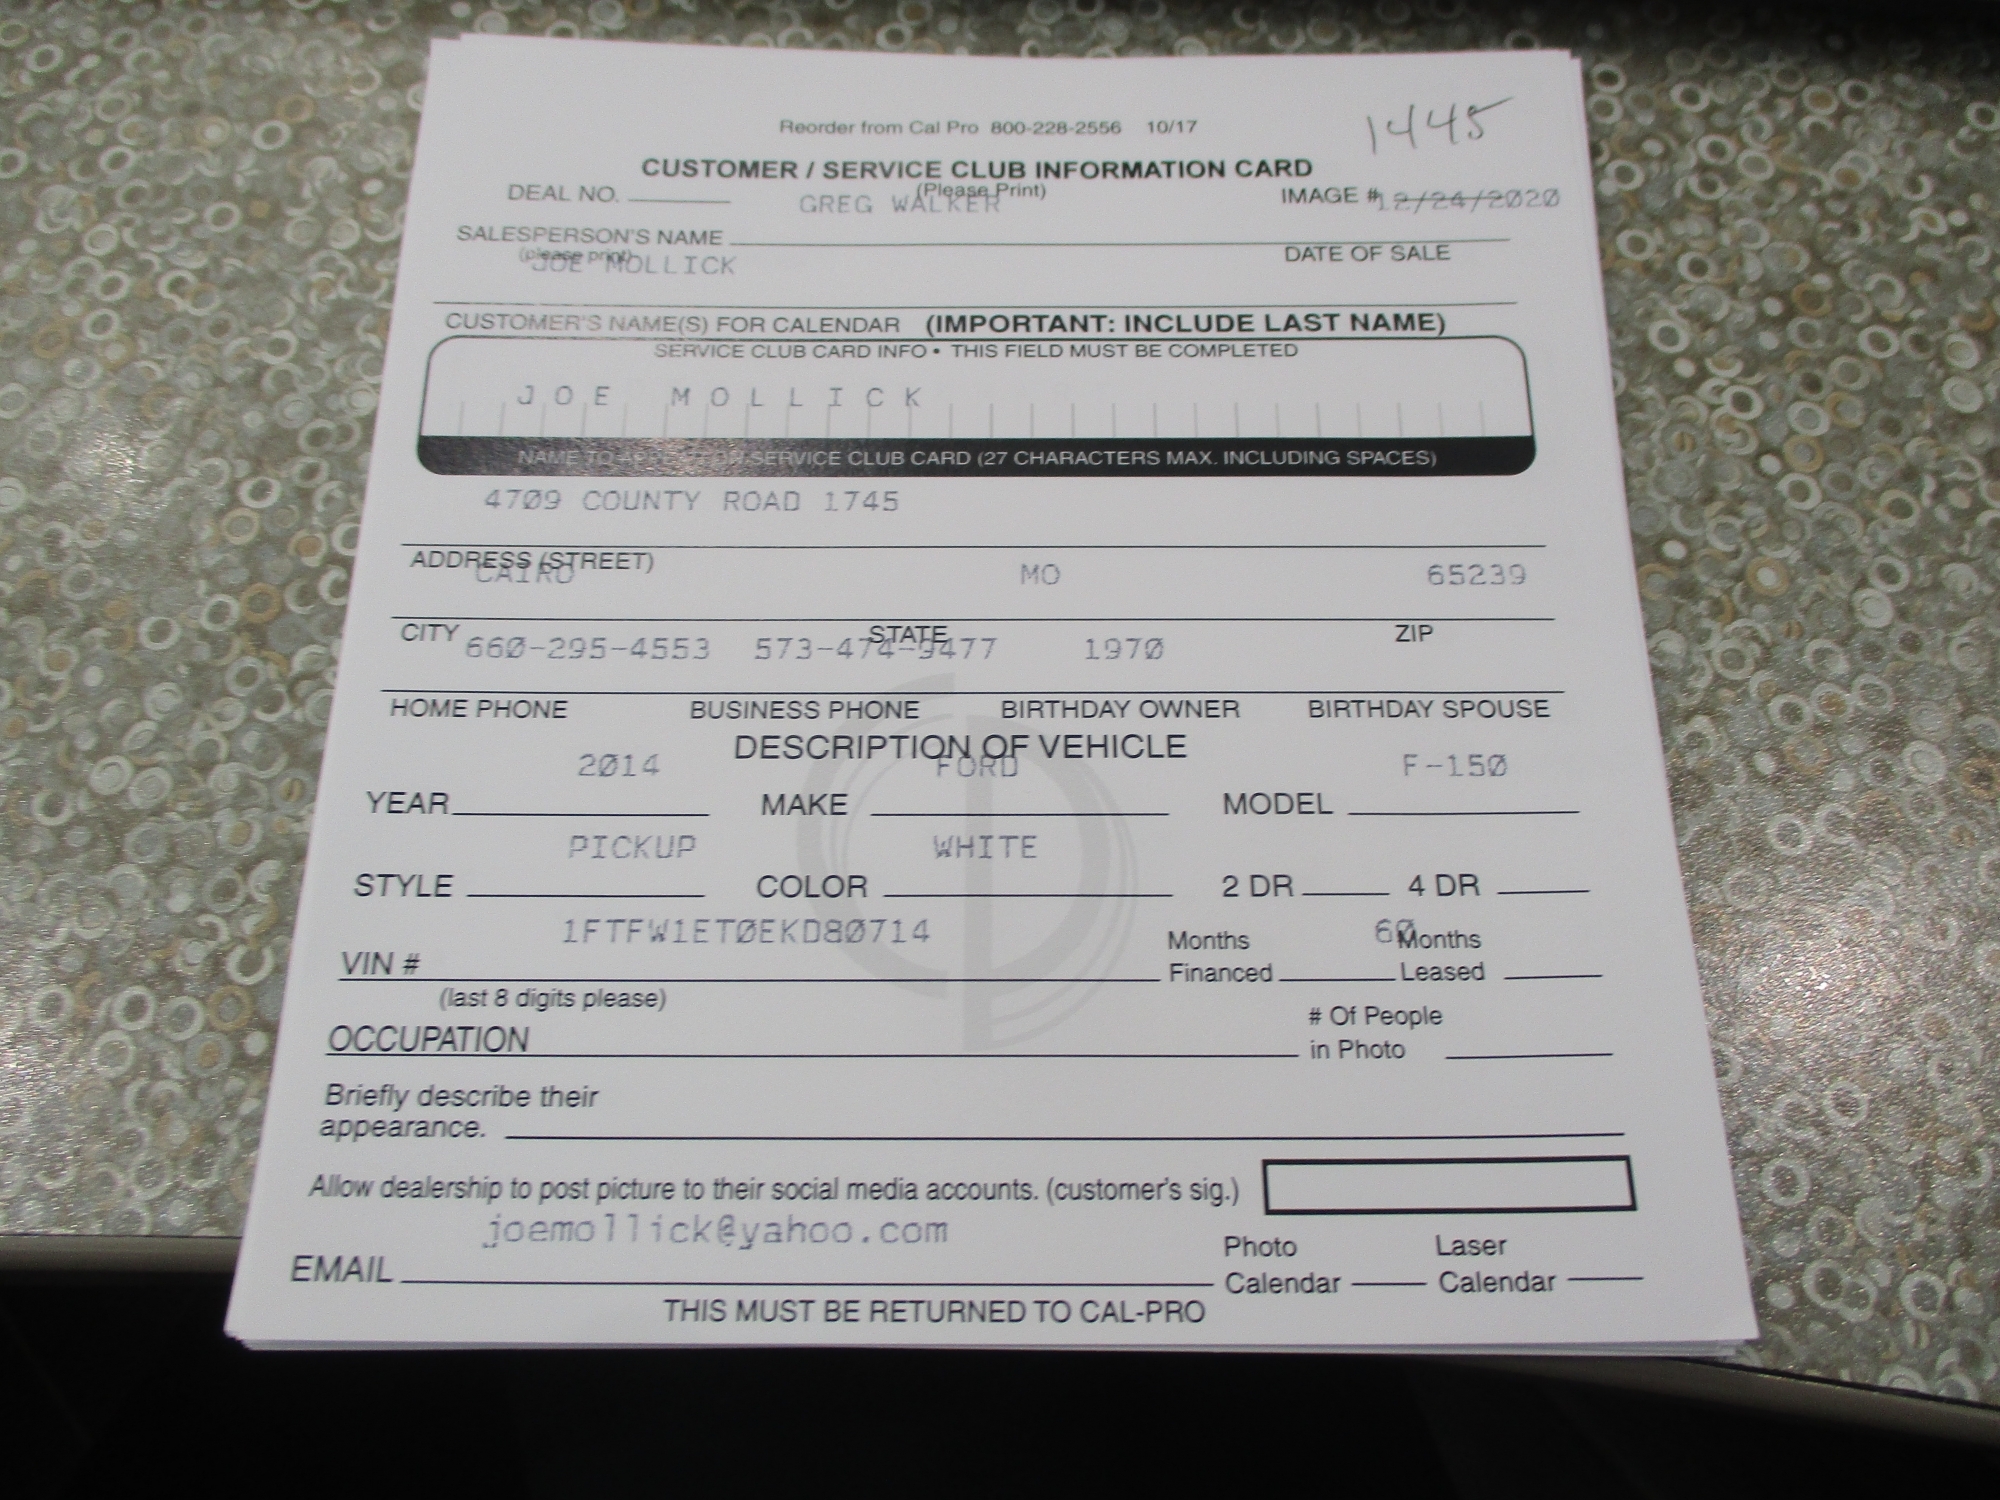 Reorder from Cal Pro 800-228-2556 10/17
1445
CUSTOMER / SERVICE CLUB INFORMATION CARD
(Please Print)
DEAL NO. GREG WALKER IMAGE # 12/24/2020
SALESPERSON'S NAME
(please print) DATE OF SALE
JOE MOLLICK
CUSTOMER'S NAME(S) FOR CALENDAR (IMPORTANT: INCLUDE LAST NAME)
SERVICE CLUB CARD INFO • THIS FIELD MUST BE COMPLETED
JOE MOLLICK
NAME TO APPEAR ON SERVICE CLUB CARD (27 CHARACTERS MAX. INCLUDING SPACES)
4709 COUNTY ROAD 1745
ADDRESS (STREET)
CAIRO MO 65239
CITY STATE ZIP
660-295-4553 573-474-9477 1970
HOME PHONE BUSINESS PHONE BIRTHDAY OWNER BIRTHDAY SPOUSE
DESCRIPTION OF VEHICLE
2014 FORD F-150
YEAR MAKE MODEL
PICKUP WHITE
STYLE COLOR 2 DR 4 DR
1FTFW1ET0EKD80714 60
VIN # Months Financed Months Leased
(last 8 digits please)
OCCUPATION # Of People in Photo
Briefly describe their
appearance.
Allow dealership to post picture to their social media accounts. (customer's sig.)
joemollick@yahoo.com
EMAIL Photo Calendar Laser Calendar
THIS MUST BE RETURNED TO CAL-PRO